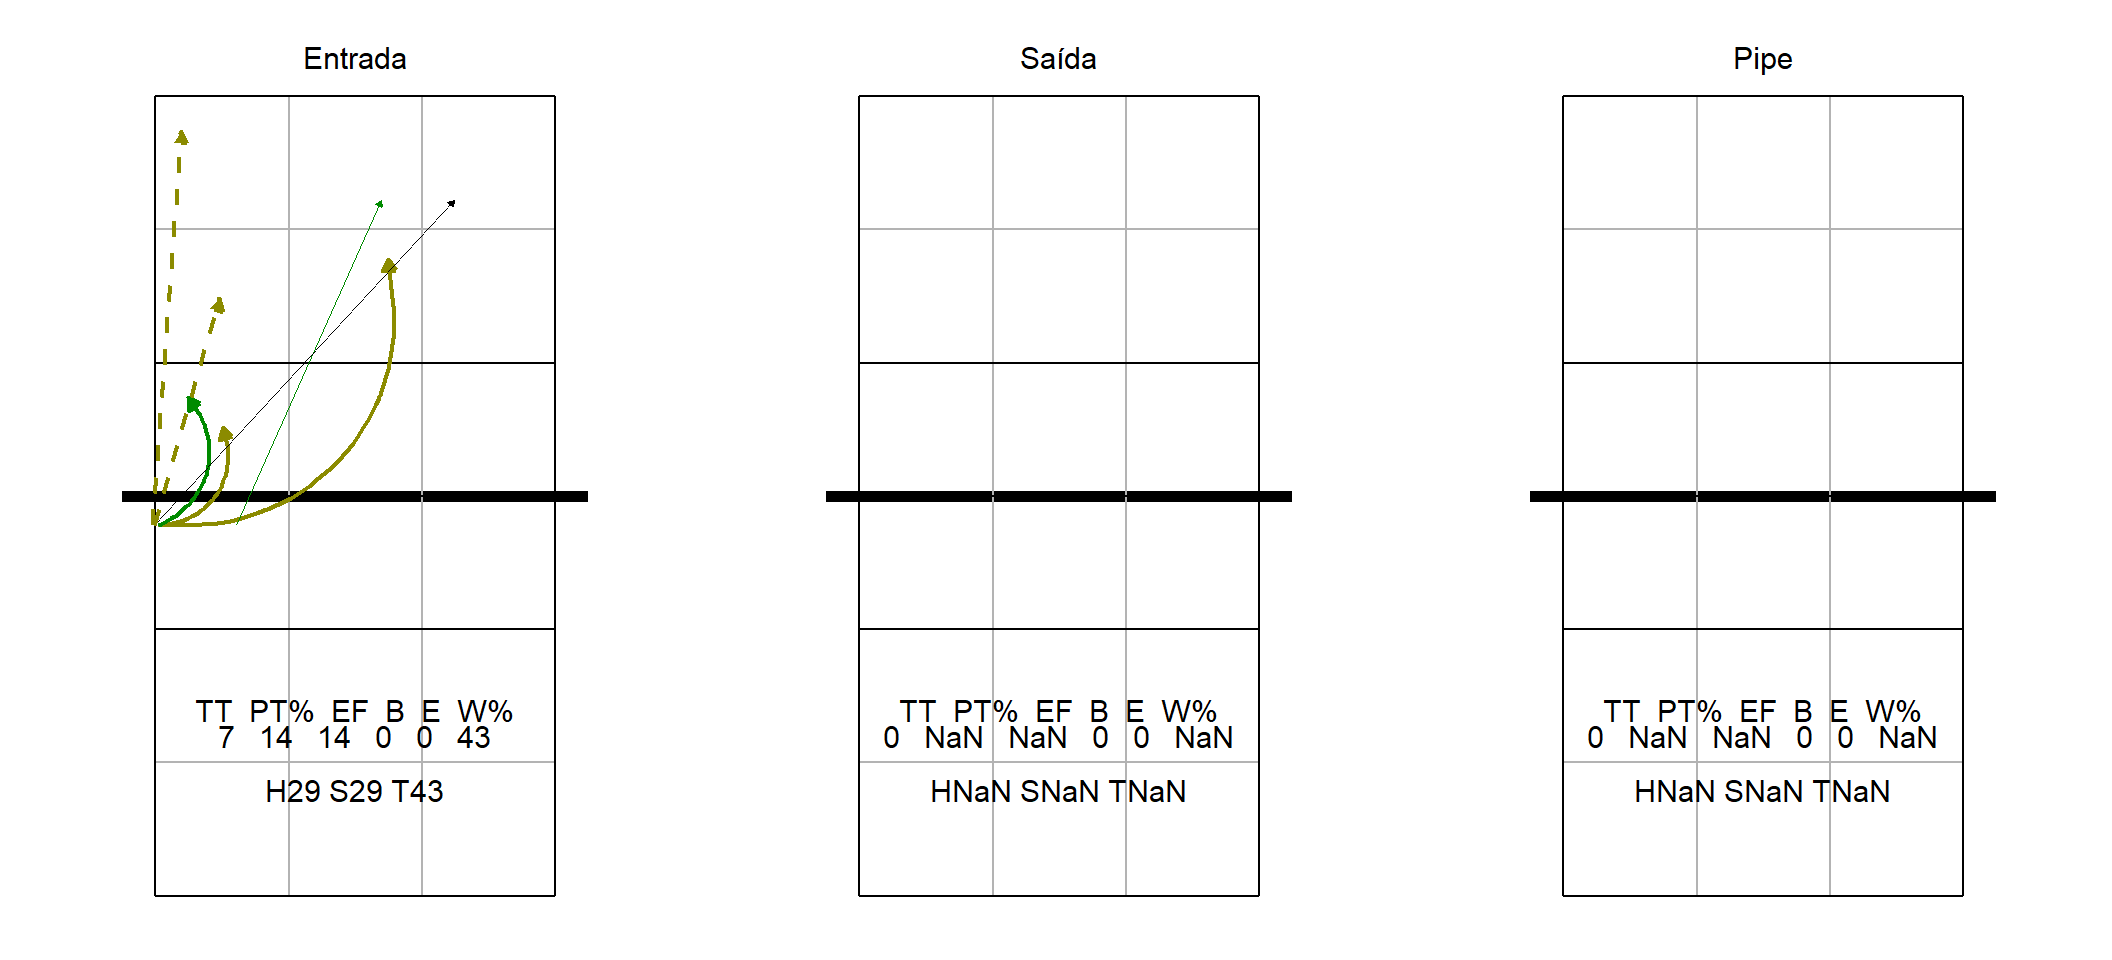 Entrada
TT PT% EF B E W%
7 14 14 0 0 43
H29 S29 T43
Saída
TT PT% EF B E W%
0 NaN NaN 0 0 NaN
HNaN SNaN TNaN
Pipe
TT PT% EF B E W%
0 NaN NaN 0 0 NaN
HNaN SNaN TNaN